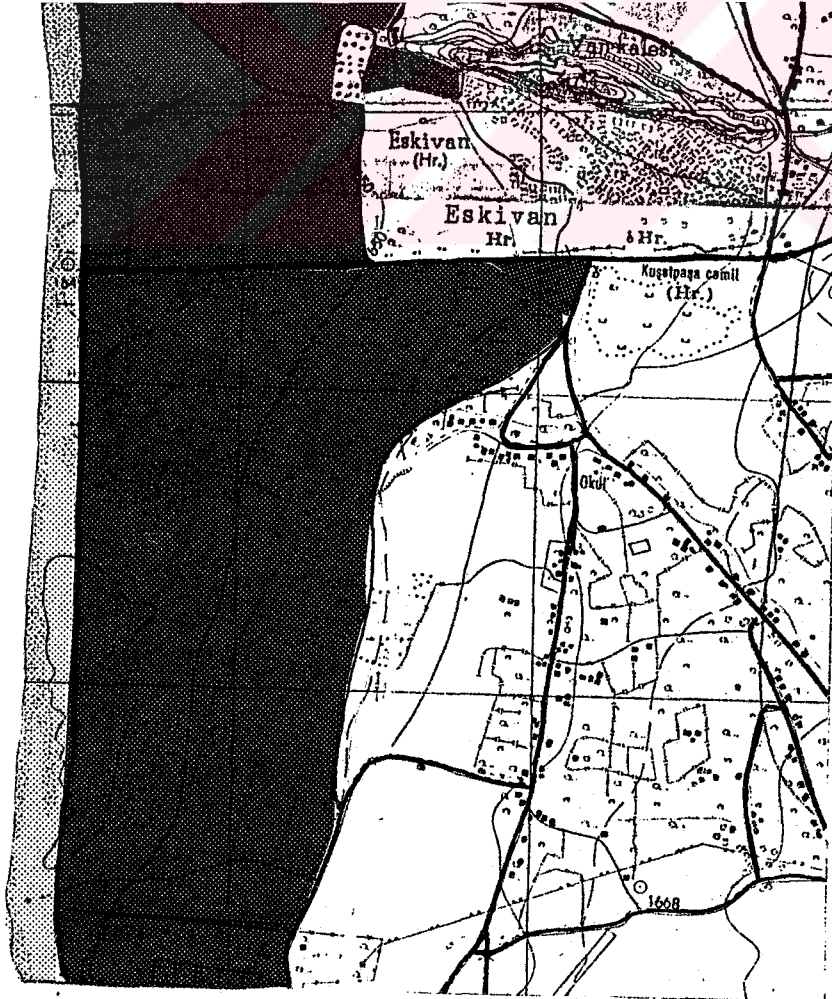 Van kalesi
Eskivan
(Hr.)
Eskivan
Hr.
Hr.
Kuşatpaşa camii
(Hr.)
Okul
1668